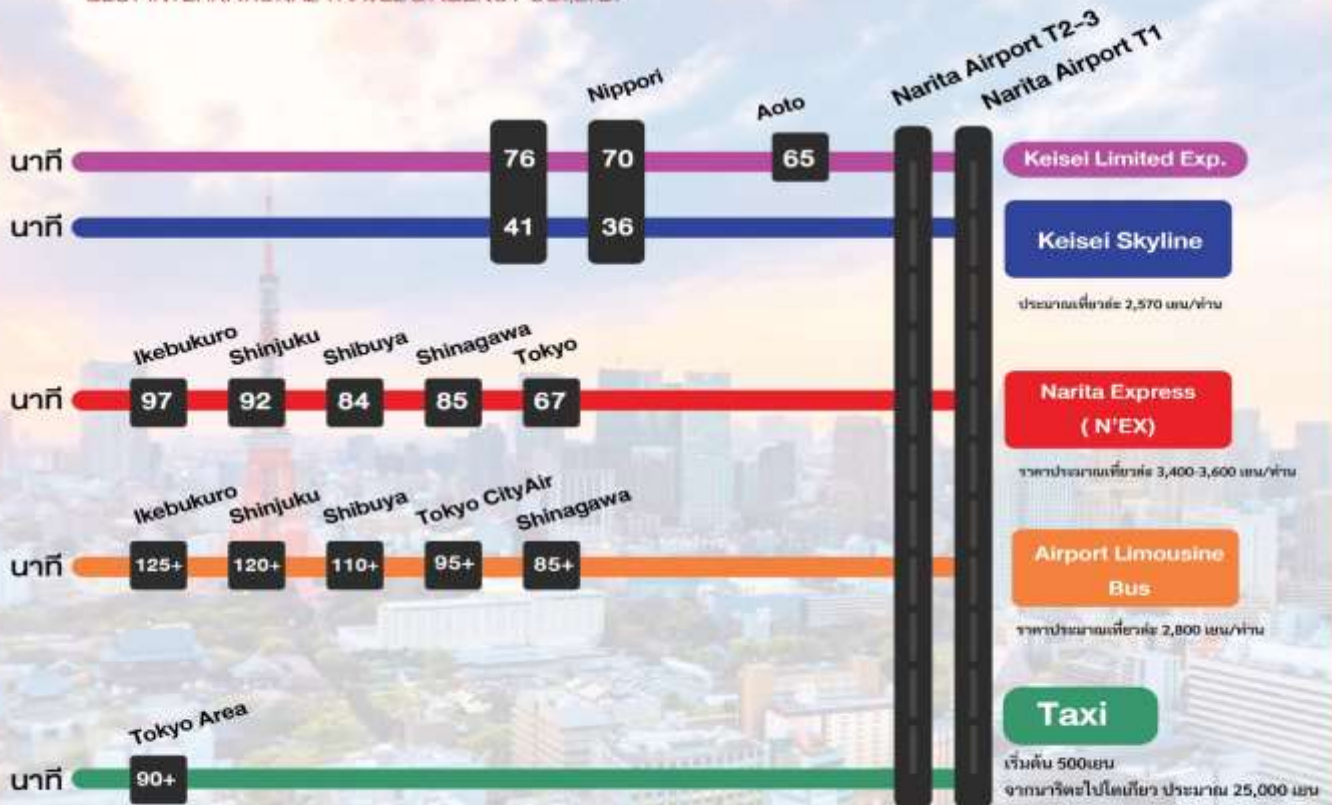 Nippori
Aoto
Narita Airport T2-3
Narita Airport T1
นาที
76
70
65
Keisei Limited Exp.
นาที
41
36
Keisei Skyline
ประมาณเที่ยวละ 2,570 เยน/ท่าน
Ikebukuro
Shinjuku
Shibuya
Shinagawa
Tokyo
นาที
97
92
84
85
67
Narita Express
( N'EX)
ราคาประมาณเที่ยวละ 3,400-3,600 เยน/ท่าน
Ikebukuro
Shinjuku
Shibuya
Tokyo CityAir
Shinagawa
นาที
125+
120+
110+
95+
85+
Airport Limousine
Bus
ราคาประมาณเที่ยวละ 2,800 เยน/ท่าน
Tokyo Area
นาที
90+
Taxi
เริ่มต้น 500เยน
จากนาริตะไปโตเกียว ประมาณ 25,000 เยน